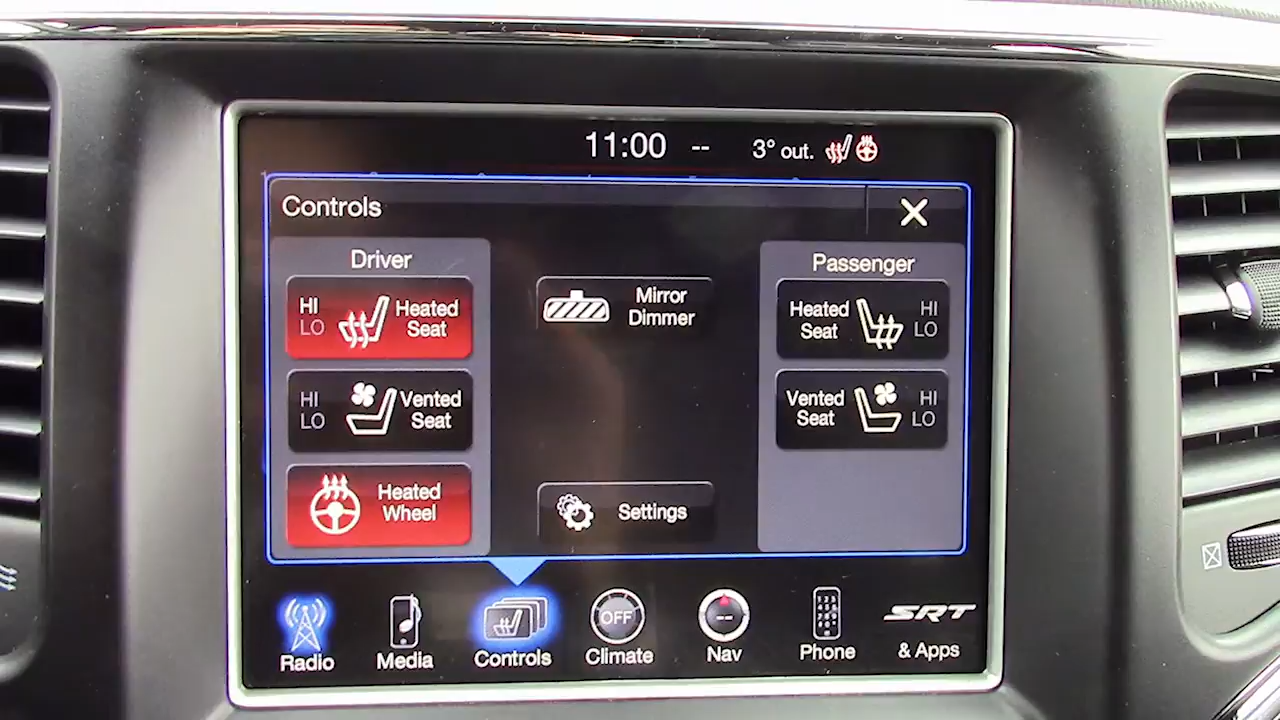 11:00 -- 3° out.
Controls
Driver
HI
LO
Heated
Seat
HI
LO
Vented
Seat
Heated
Wheel
Mirror
Dimmer
Settings
Passenger
Heated
Seat
HI
LO
Vented
Seat
HI
LO
OFF
--
SRT
Radio
Media
Controls
Climate
Nav
Phone
& Apps